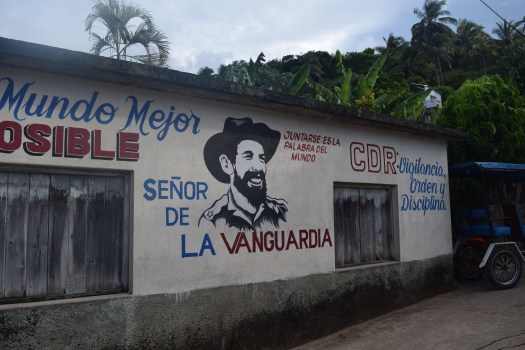 Mundo Mejor
OSIBLE
SEÑOR
DE
LA VANGUARDIA
JUNTARSE: ES LA
PALABRA DEL
MUNDO
CDR:
Vigilancia,
Orden y
Disciplina.